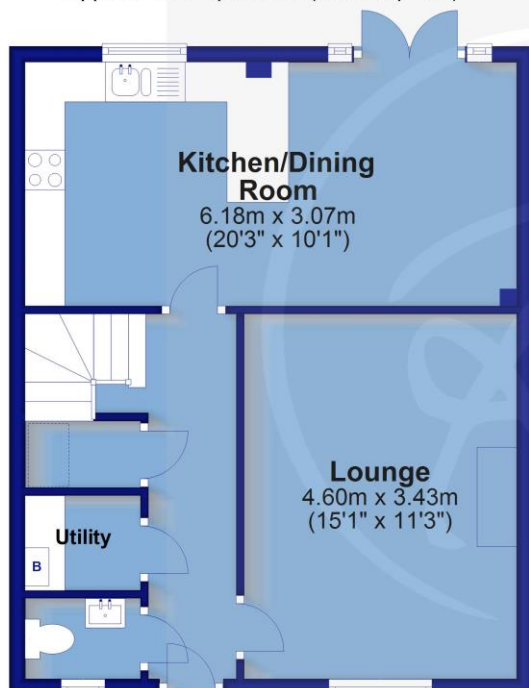 Kitchen/Dining
Room
6.18m x 3.07m
(20'3" x 10'1")
Lounge
4.60m x 3.43m
(15'1" x 11'3")
Utility
B